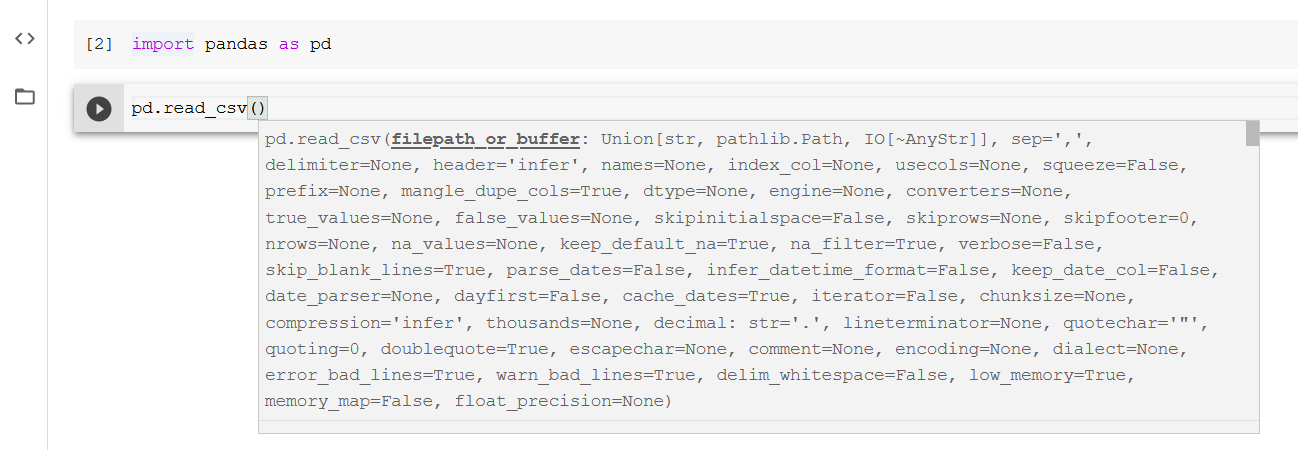 [2] import pandas as pd
pd.read_csv()
pd.read_csv(filepath_or_buffer: Union[str, pathlib.Path, IO[~AnyStr]], sep=',',
delimiter=None, header='infer', names=None, index_col=None, usecols=None, squeeze=False,
prefix=None, mangle_dupe_cols=True, dtype=None, engine=None, converters=None,
true_values=None, false_values=None, skipinitialspace=False, skiprows=None, skipfooter=0,
nrows=None, na_values=None, keep_default_na=True, na_filter=True, verbose=False,
skip_blank_lines=True, parse_dates=False, infer_datetime_format=False, keep_date_col=False,
date_parser=None, dayfirst=False, cache_dates=True, iterator=False, chunksize=None,
compression='infer', thousands=None, decimal: str='.', lineterminator=None, quotechar='"',
quoting=0, doublequote=True, escapechar=None, comment=None, encoding=None, dialect=None,
error_bad_lines=True, warn_bad_lines=True, delim_whitespace=False, low_memory=True,
memory_map=False, float_precision=None)